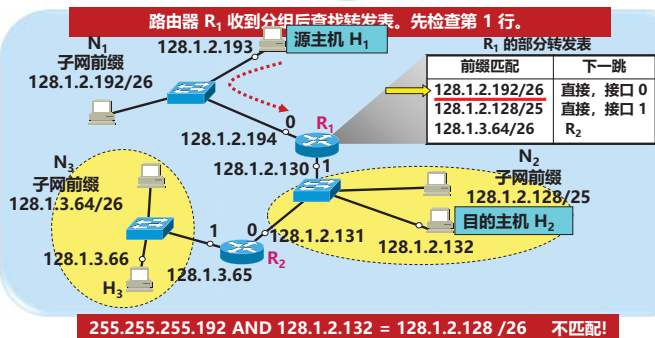 路由器 R1 收到分组后查找转发表。先检查第 1 行。
N1
子网前缀
128.1.2.192/26
128.1.2.193
源主机 H1
R1 的部分转发表
前缀匹配 下一跳
128.1.2.192/26 直接，接口 0
128.1.2.128/25 直接，接口 1
128.1.3.64/26 R2
0
R1
128.1.2.194
1
128.1.2.130
N3
子网前缀
128.1.3.64/26
N2
子网前缀
128.1.2.128/25
目的主机 H2
128.1.2.132
1
0
128.1.2.131
R2
128.1.3.66
128.1.3.65
H3
255.255.255.192 AND 128.1.2.132 = 128.1.2.128 /26 不匹配!